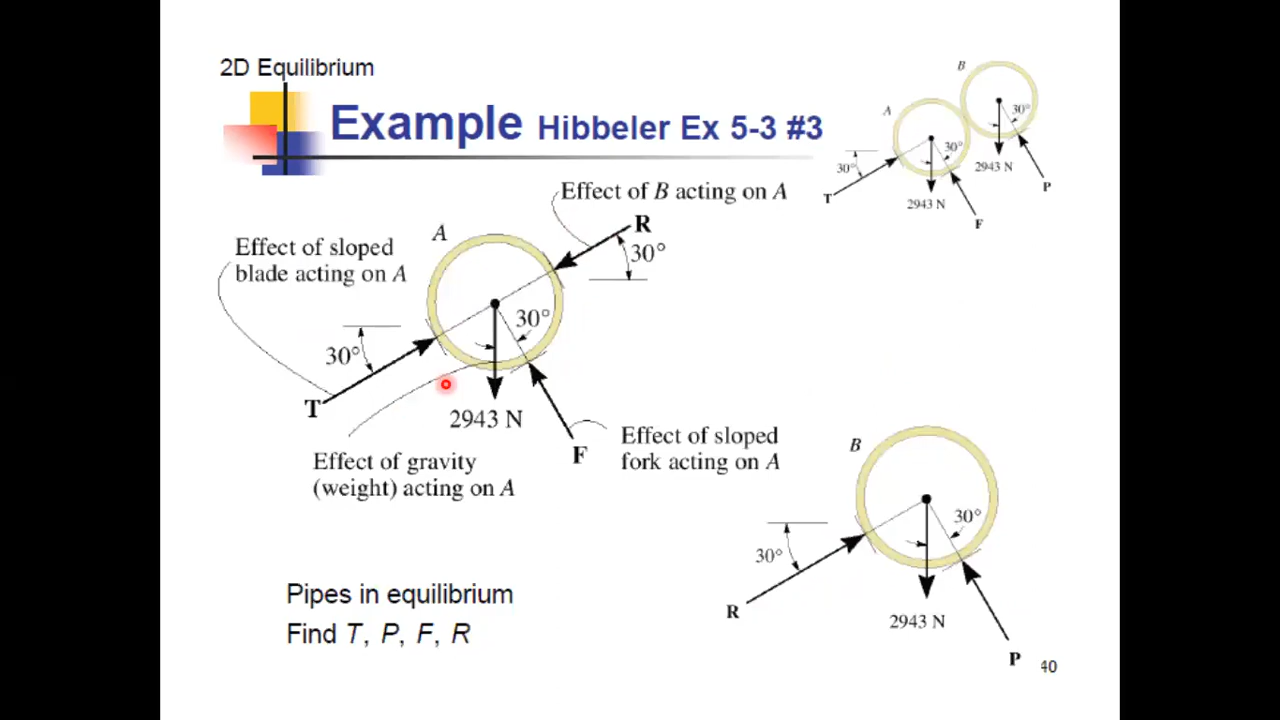 2D Equilibrium
Example Hibbeler Ex 5-3 #3
B
A
30°
30°
30°
2943 N
2943 N
T
F
P
Effect of B acting on A
R
30°
A
Effect of sloped
blade acting on A
30°
30°
T
2943 N
F
Effect of sloped
fork acting on A
Effect of gravity
(weight) acting on A
B
30°
30°
R
2943 N
P
Pipes in equilibrium
Find T, P, F, R
40